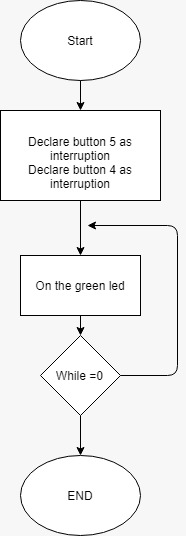 Start
Declare button 5 as
interruption
Declare button 4 as
interruption
On the green led
While =0
END